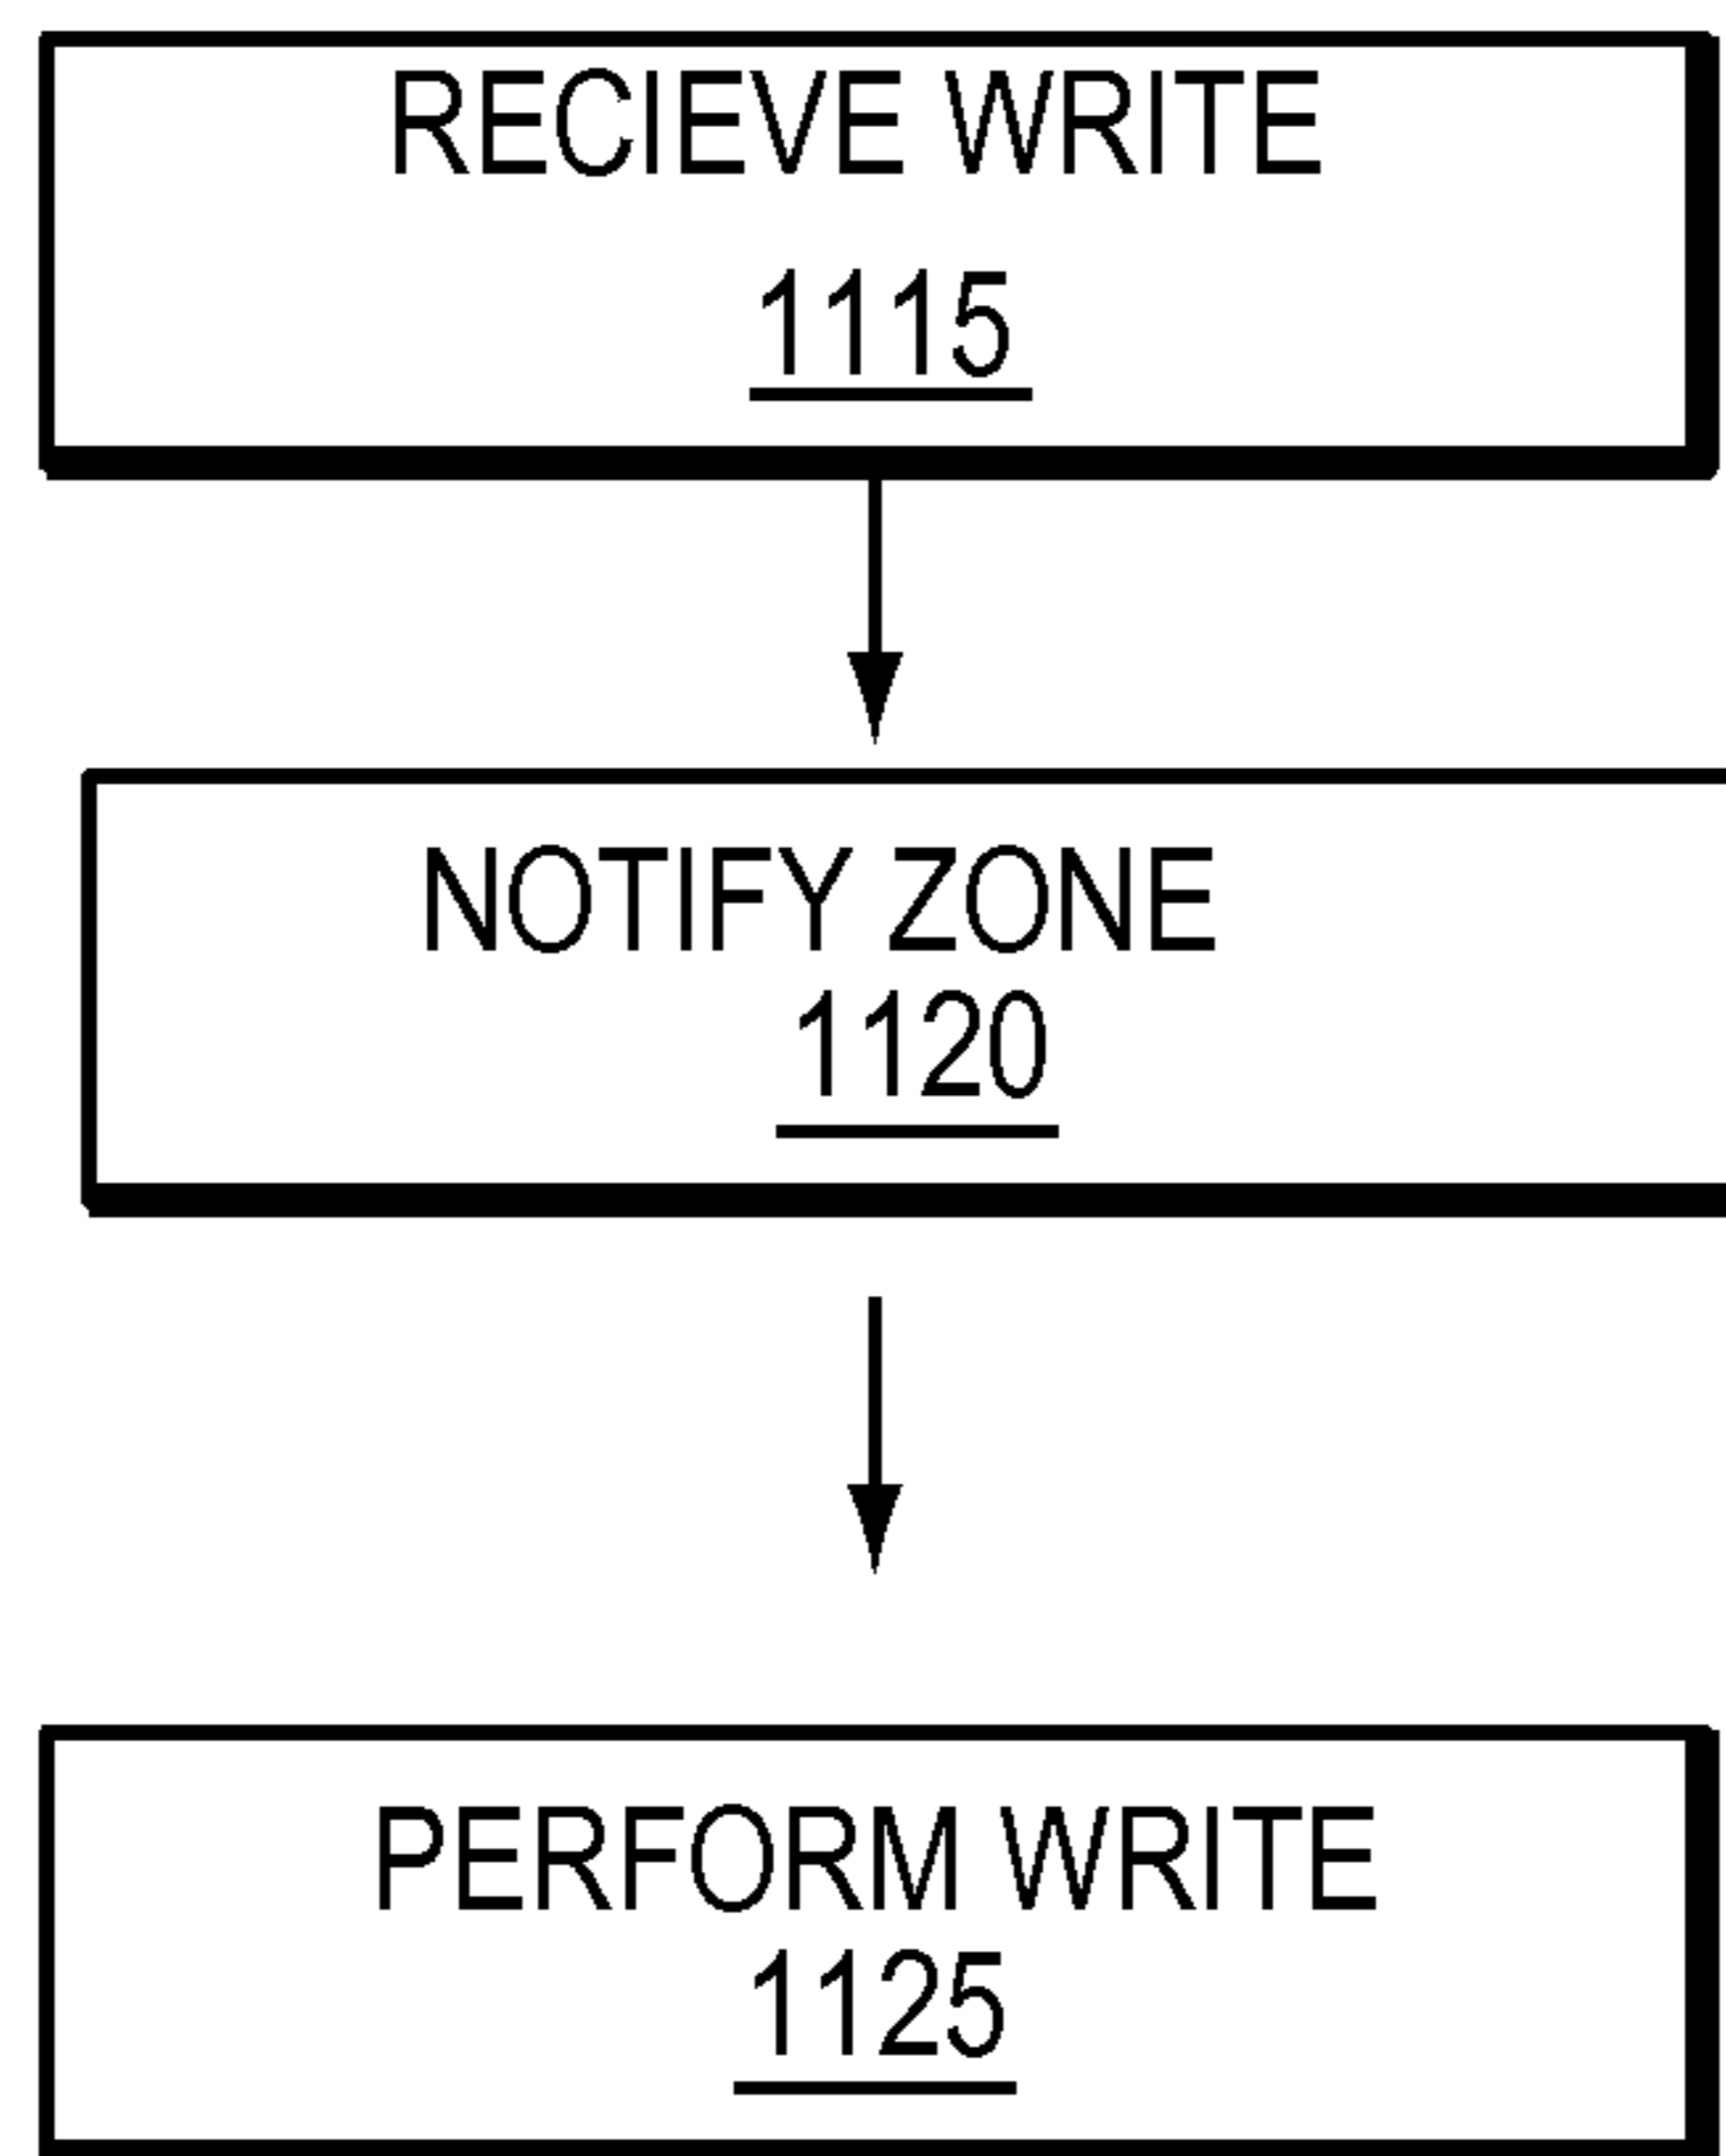 RECIEVE WRITE
1115
NOTIFY ZONE
1120
PERFORM WRITE
1125